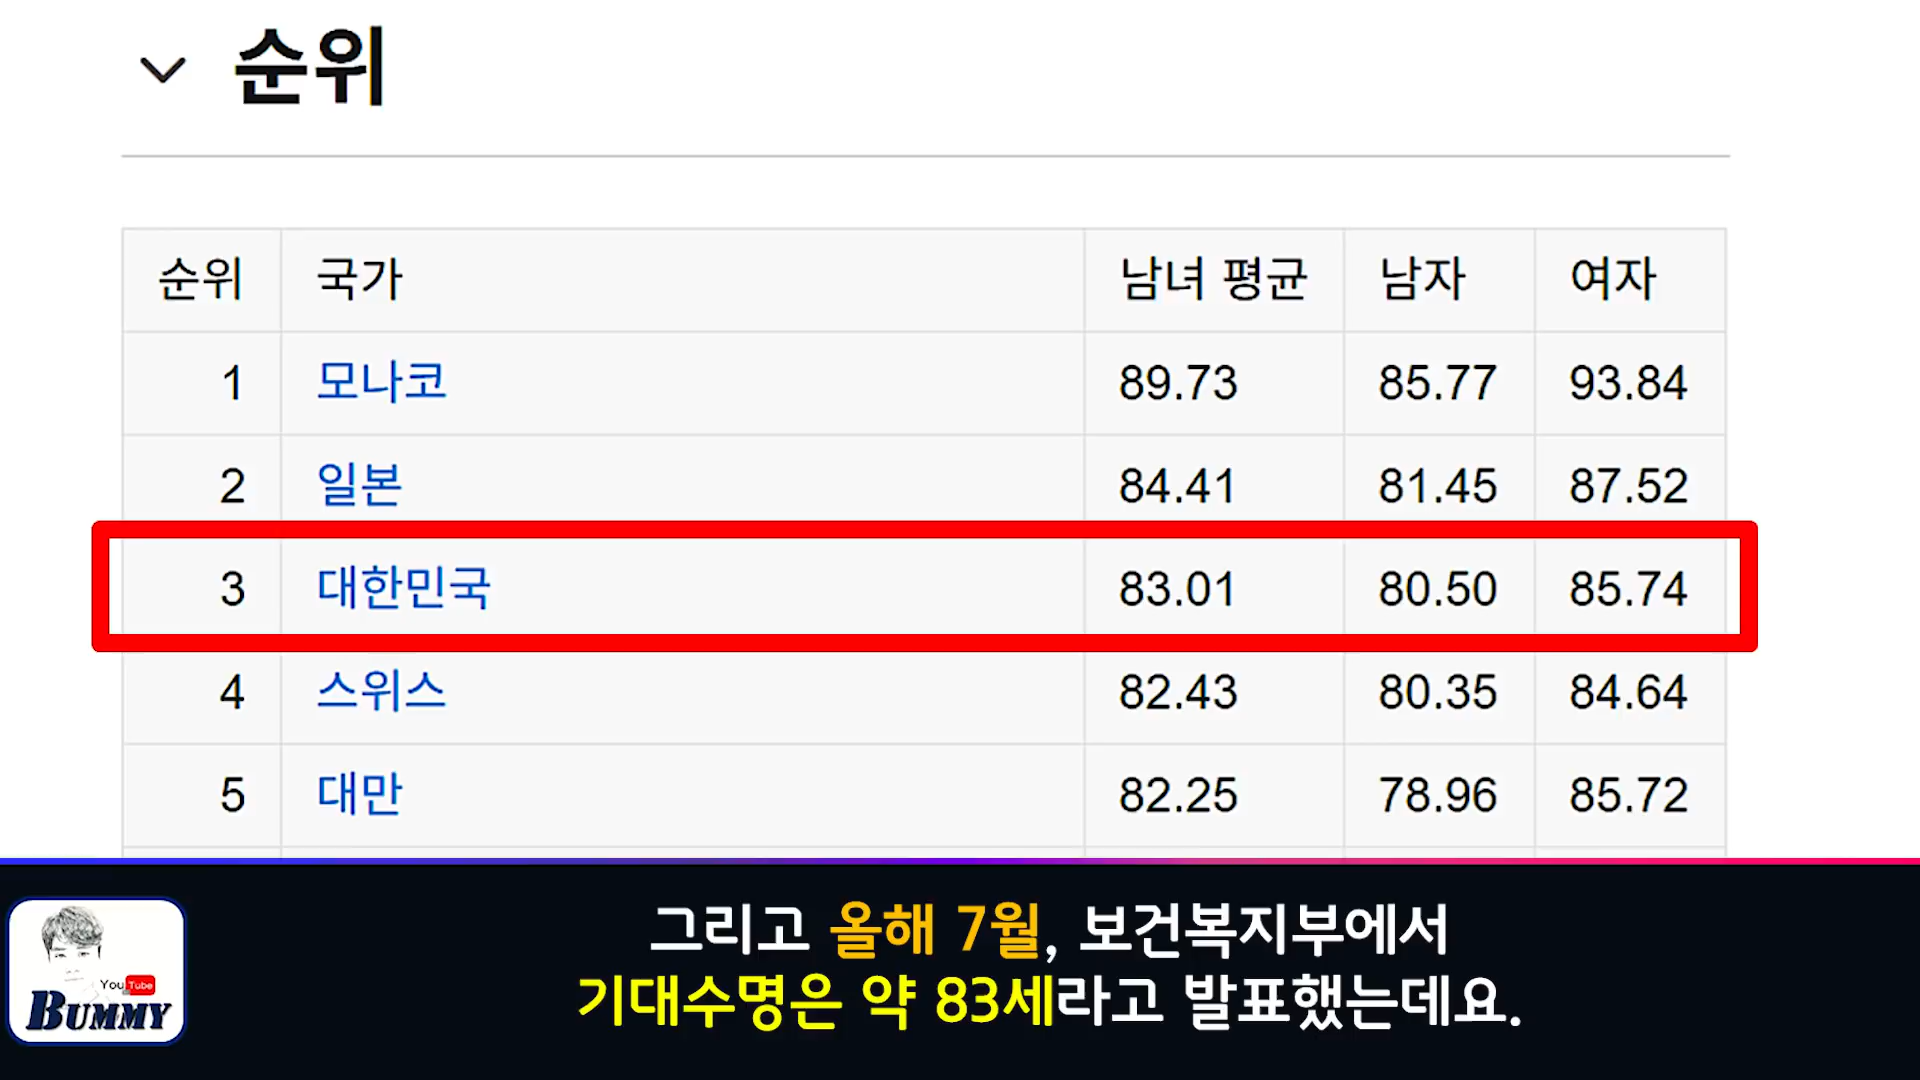 순위
순위 국가 남녀 평균 남자 여자
1 모나코 89.73 85.77 93.84
2 일본 84.41 81.45 87.52
3 대한민국 83.01 80.50 85.74
4 스위스 82.43 80.35 84.64
5 대만 82.25 78.96 85.72
그리고 올해 7월, 보건복지부에서
기대수명은 약 83세라고 발표했는데요.
YouTube
BUMMY